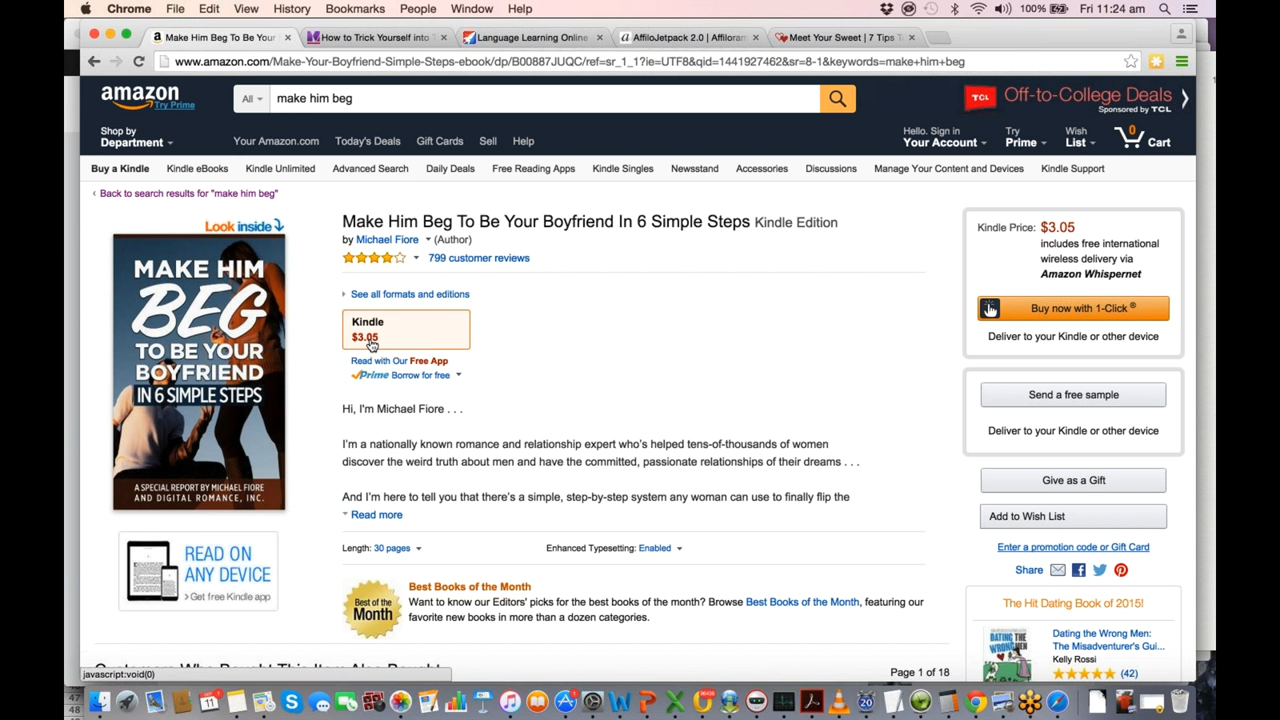 Chrome File Edit View History Bookmarks People Window Help 100% Fri 11:24 am
Make Him Beg To Be Your How to Trick Yourself into T Language Learning Online AffiloJetpack 2.0 | Affiloram Meet Your Sweet | 7 Tips T
www.amazon.com/Make-Your-Boyfriend-Simple-Steps-ebook/dp/B00887JUQC/ref=sr_1_1?ie=UTF8&qid=1441927462&sr=8-1&keywords=make+him+beg
amazon
Try Prime
All make him beg
TCL Off-to-College Deals
Sponsored by TCL
Shop by
Department
Your Amazon.com Today's Deals Gift Cards Sell Help
Hello. Sign in
Your Account
Try
Prime
Wish
List
0
Cart
Buy a Kindle Kindle eBooks Kindle Unlimited Advanced Search Daily Deals Free Reading Apps Kindle Singles Newsstand Accessories Discussions Manage Your Content and Devices Kindle Support
‹ Back to search results for "make him beg"
Look inside
MAKE HIM
BEG
TO BE YOUR
BOYFRIEND
IN 6 SIMPLE STEPS
A SPECIAL REPORT BY MICHAEL FIORE
AND DIGITAL ROMANCE, INC.
READ ON
ANY DEVICE
> Get free Kindle app
Make Him Beg To Be Your Boyfriend In 6 Simple Steps Kindle Edition
by Michael Fiore (Author)
799 customer reviews
See all formats and editions
Kindle
$3.05
Read with Our Free App
Prime Borrow for free
Hi, I'm Michael Fiore . . .
I'm a nationally known romance and relationship expert who's helped tens-of-thousands of women
discover the weird truth about men and have the committed, passionate relationships of their dreams . . .
And I'm here to tell you that there's a simple, step-by-step system any woman can use to finally flip the
Read more
Length: 30 pages Enhanced Typesetting: Enabled
Best of the
Month
Best Books of the Month
Want to know our Editors' picks for the best books of the month? Browse Best Books of the Month, featuring our
favorite new books in more than a dozen categories.
Kindle Price: $3.05
includes free international
wireless delivery via
Amazon Whispernet
Buy now with 1-Click ®
Deliver to your Kindle or other device
Send a free sample
Deliver to your Kindle or other device
Give as a Gift
Add to Wish List
Enter a promotion code or Gift Card
Share
The Hit Dating Book of 2015!
DATING THE
WRONG MEN
Dating the Wrong Men:
The Misadventurer's Gui...
Kelly Rossi
(42)
Customers Who Bought This Item Also Bought
Page 1 of 18
javascript:void(0)
47
48
11
20